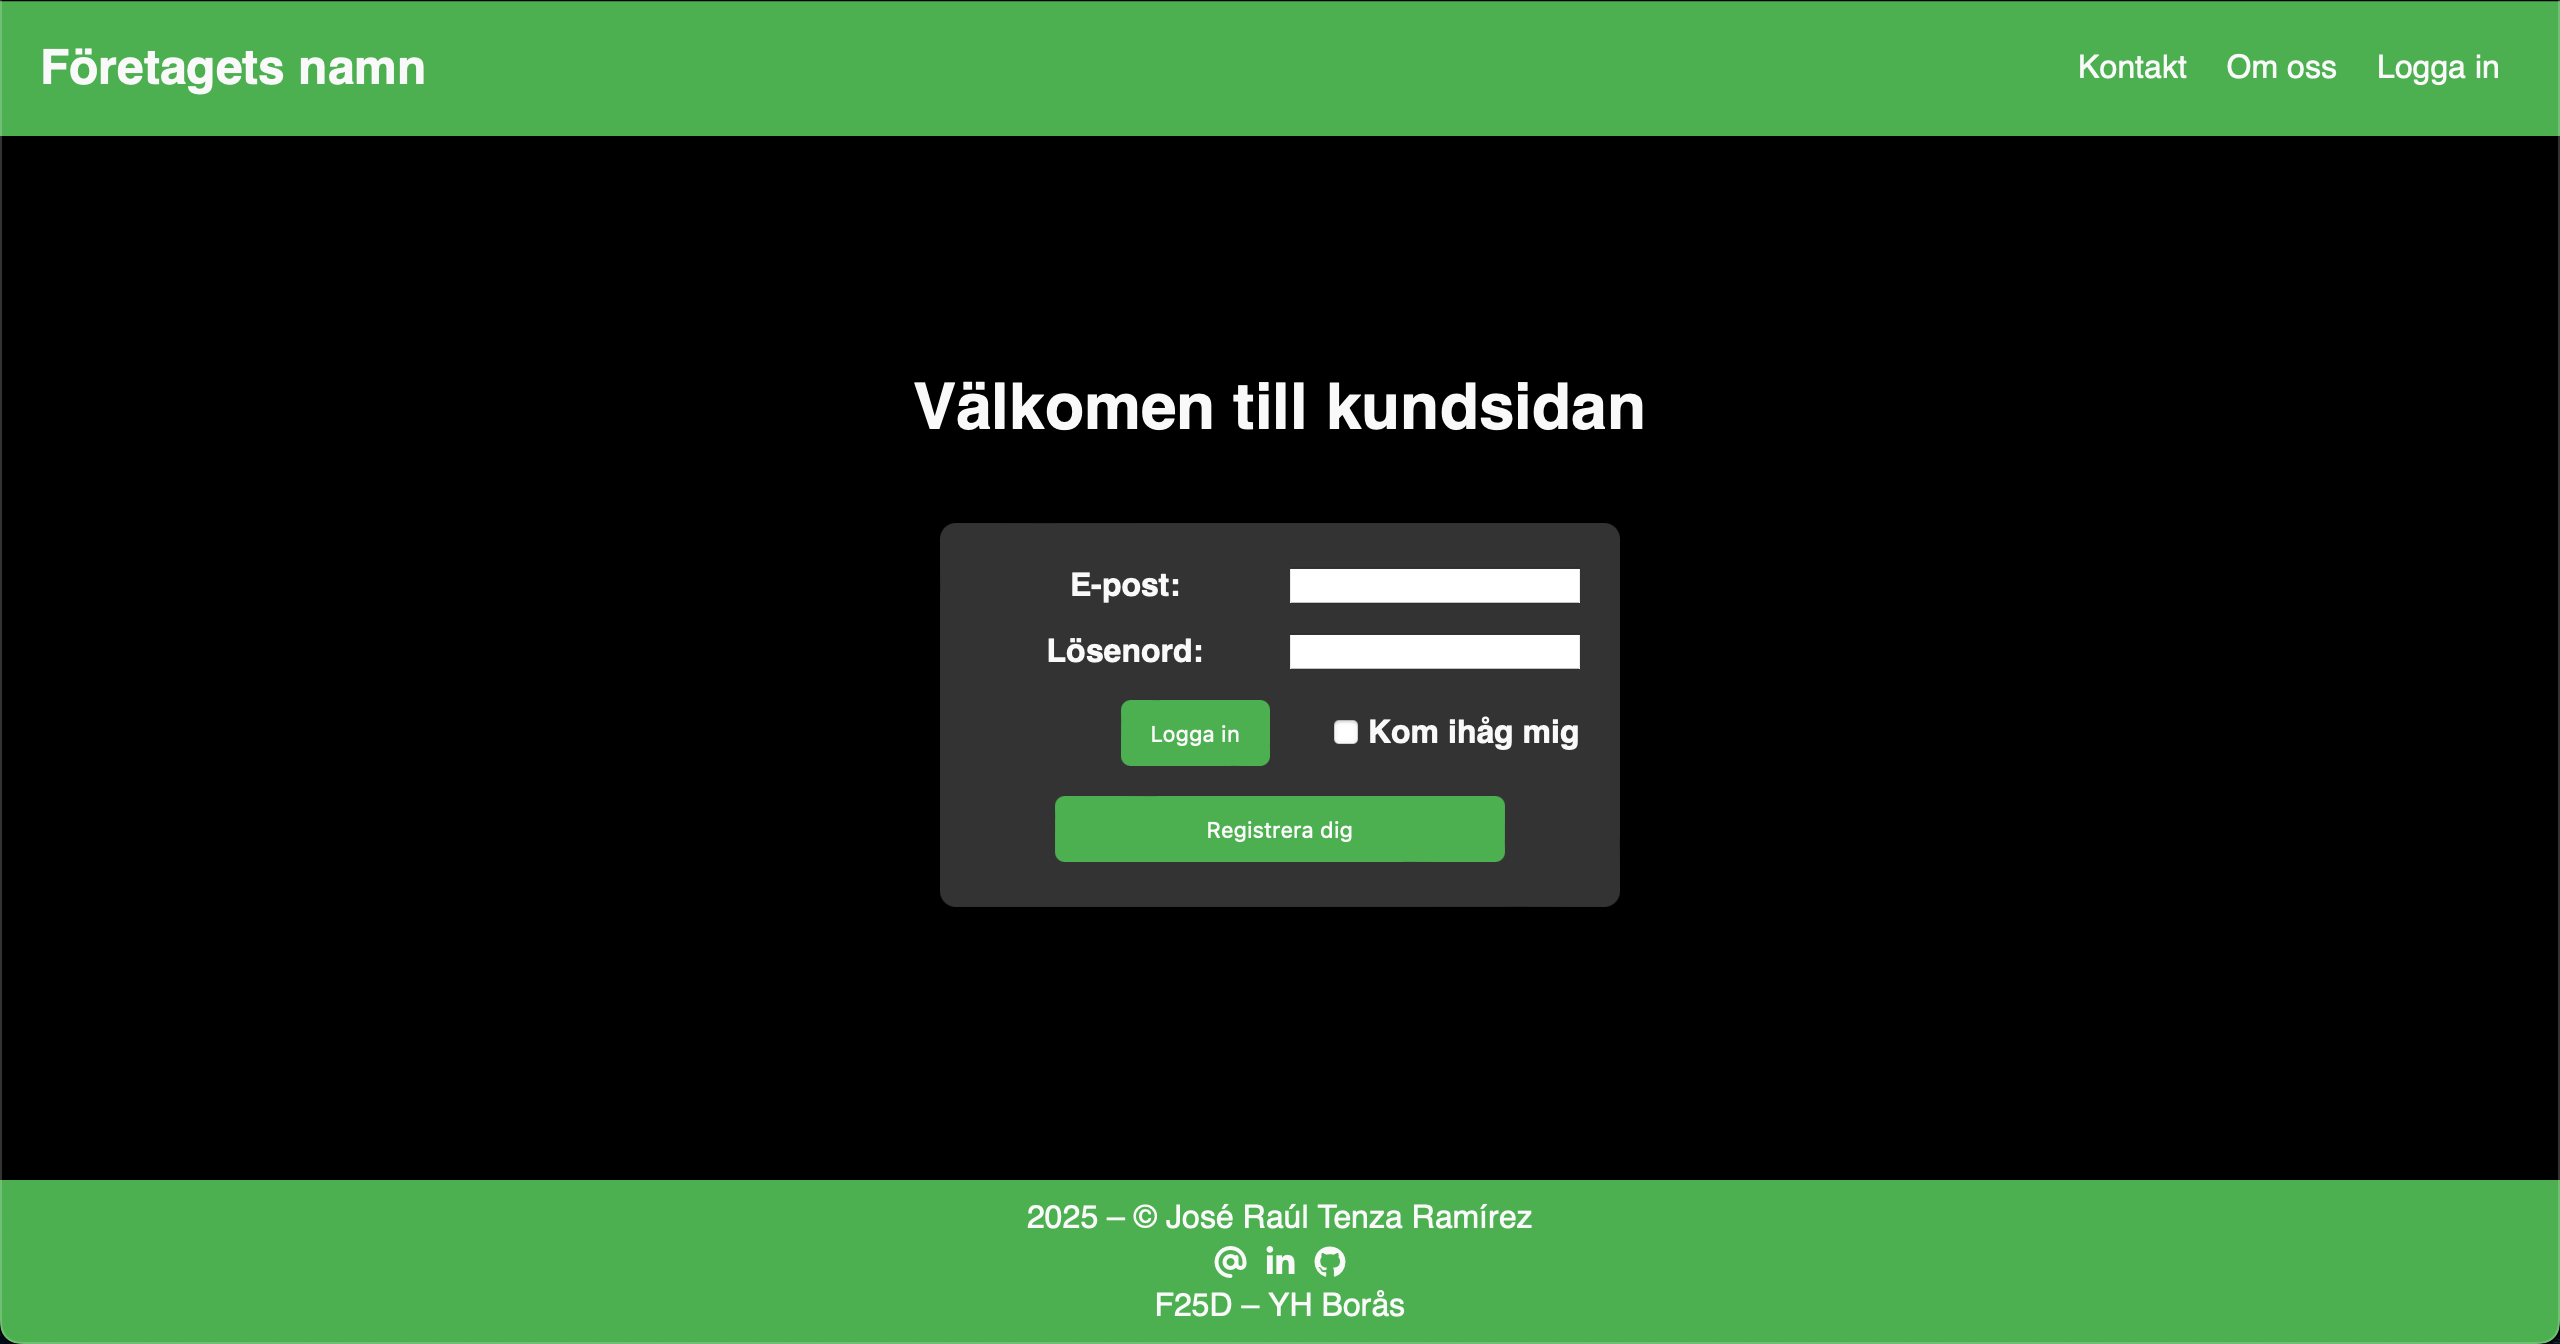 Företagets namn
Kontakt Om oss Logga in
Välkomen till kundsidan
E-post:
Lösenord:
Logga in Kom ihåg mig
Registrera dig
2025 – © José Raúl Tenza Ramírez
F25D – YH Borås